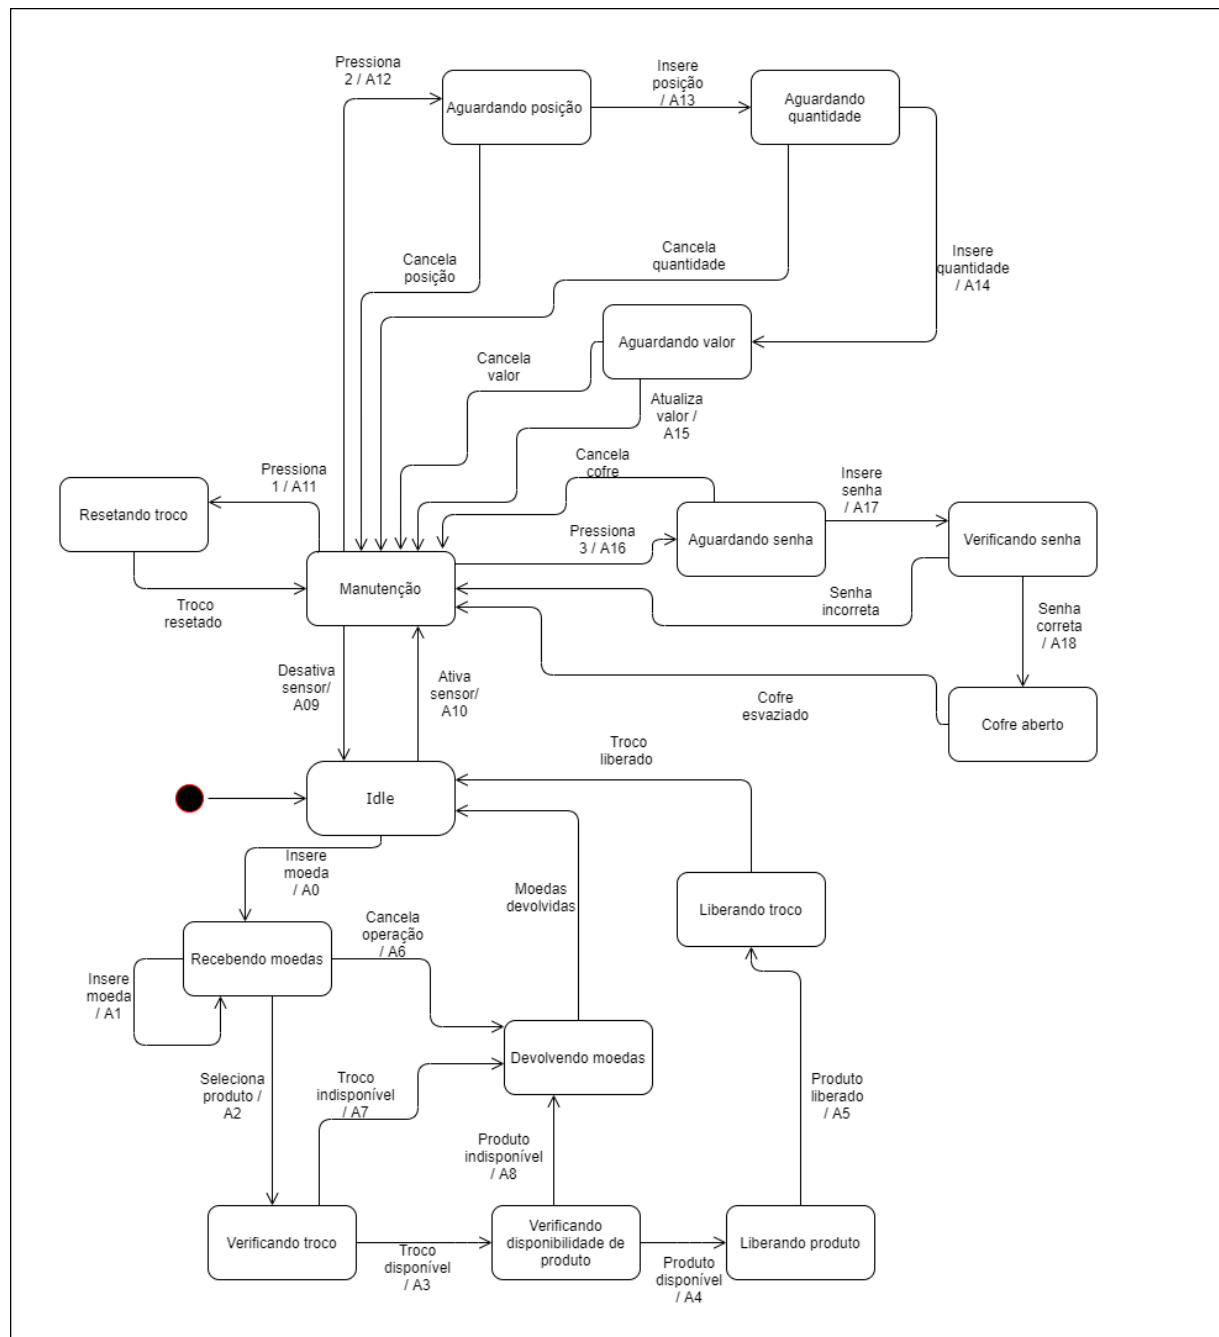 Pressiona
2 / A12
Insere
posição
/ A13
Aguardando posição
Aguardando
quantidade
Cancela
posição
Cancela
quantidade
Insere
quantidade
/ A14
Aguardando valor
Cancela
valor
Atualiza
valor /
A15
Cancela
cofre
Pressiona
1 / A11
Insere
senha / A17
Resetando troco
Pressiona
3 / A16
Aguardando senha
Verificando senha
Manutenção
Troco
resetado
Senha
incorreta
Senha
correta
/ A18
Desativa
sensor/
A09
Ativa
sensor/
A10
Cofre
esvaziado
Cofre aberto
Troco
liberado
Idle
Insere
moeda
/ A0
Moedas
devolvidas
Liberando troco
Cancela
operação
/ A6
Recebendo moedas
Insere
moeda
/ A1
Devolvendo moedas
Seleciona
produto /
A2
Troco
indisponível
/ A7
Produto
liberado
/ A5
Produto
indisponível
/ A8
Verificando troco
Verificando
disponibilidade de
produto
Liberando produto
Troco
disponível
/ A3
Produto
disponível
/ A4